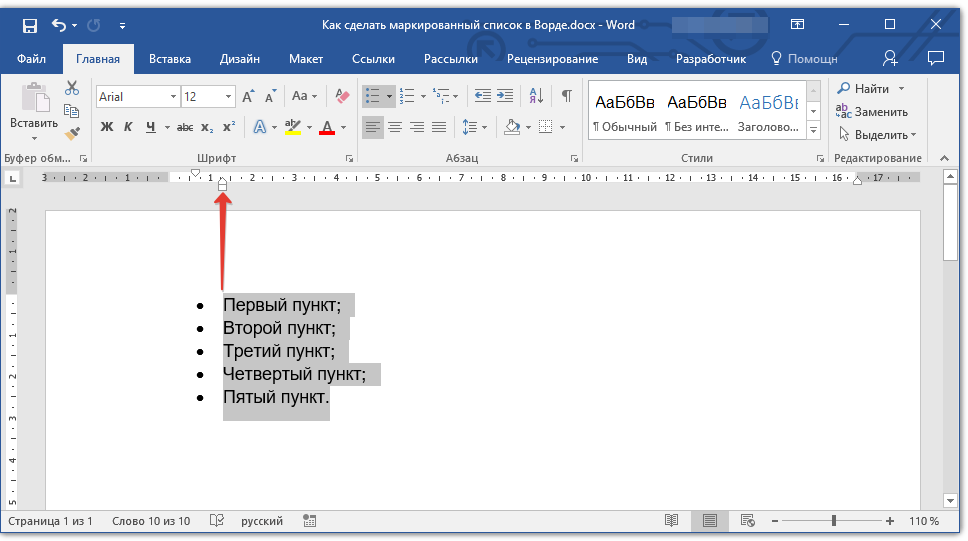 Как сделать маркированный список в Ворде.docx - Word
Файл Главная Вставка Дизайн Макет Ссылки Рассылки Рецензирование Вид Разработчик Помощн
Вставить
Arial 12 Aa
Ж К Ч abc x₂ x² A aby A
АаБбВв АаБбВв АаБбВı
¶ Обычный ¶ Без инте... Заголово...
Найти
Заменить
Выделить
Буфер обм... Шрифт Абзац Стили Редактирование
3 2 1 1 2 3 4 5 6 7 8 9 10 11 12 13 14 15 16 17
• Первый пункт;
• Второй пункт;
• Третий пункт;
• Четвертый пункт;
• Пятый пункт.
Страница 1 из 1 Слово 10 из 10 русский 110 %